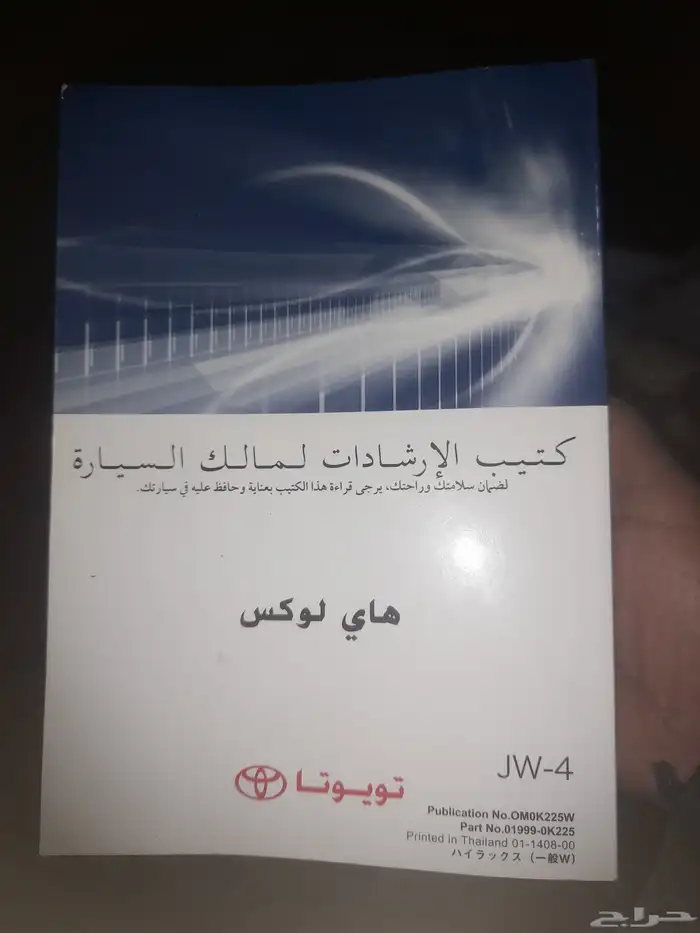 كتيب الإرشادات لمالك السيارة
لضمان سلامتك وراحتك، يرجى قراءة هذا الكتيب بعناية وحافظ عليه في سيارتك.
هاي لوكس
JW-4
تويوتا
Publication No.OM0K225W
Part No.01999-0K225
Printed in Thailand 01-1408-00
ハイラックス（一般W）
حراج